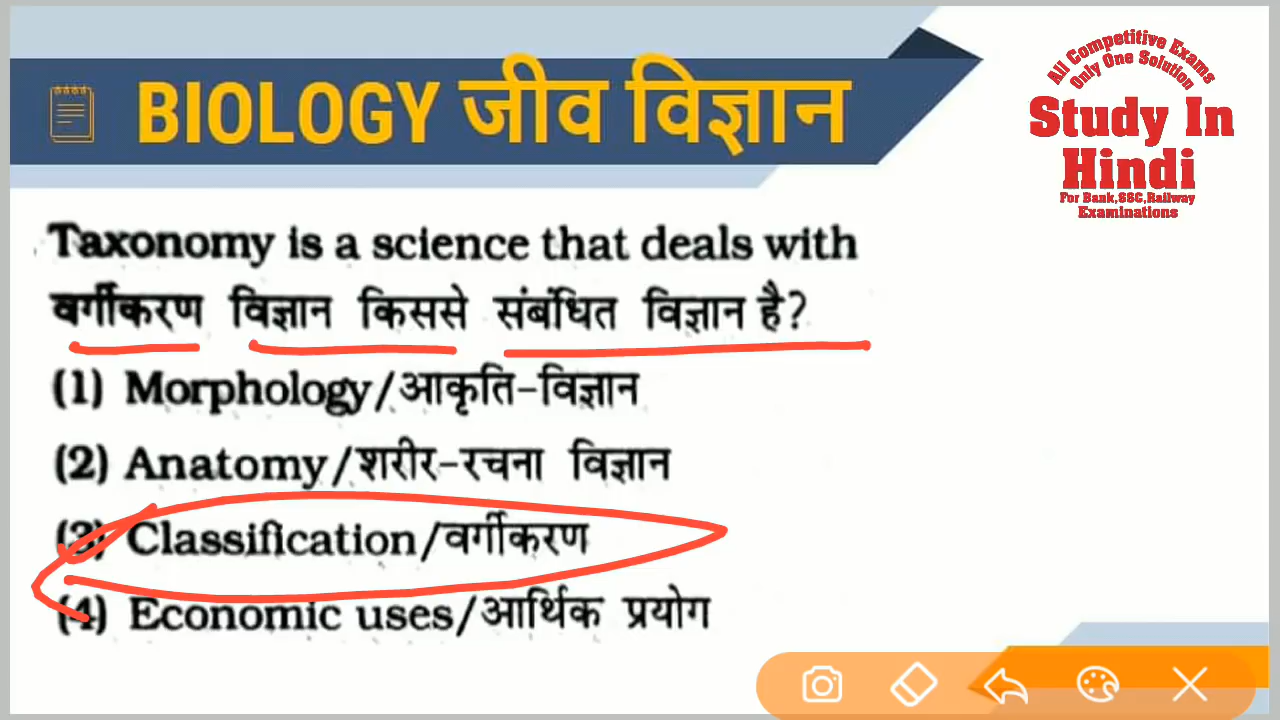 BIOLOGY जीव विज्ञान
All Competitive Exams
Only One Solution
Study In
Hindi
For Bank,SSC,Railway
Examinations
Taxonomy is a science that deals with
वर्गीकरण विज्ञान किससे संबंधित विज्ञान है?
(1) Morphology/आकृति-विज्ञान
(2) Anatomy/शरीर-रचना विज्ञान
(3) Classification/वर्गीकरण
(4) Economic uses/आर्थिक प्रयोग